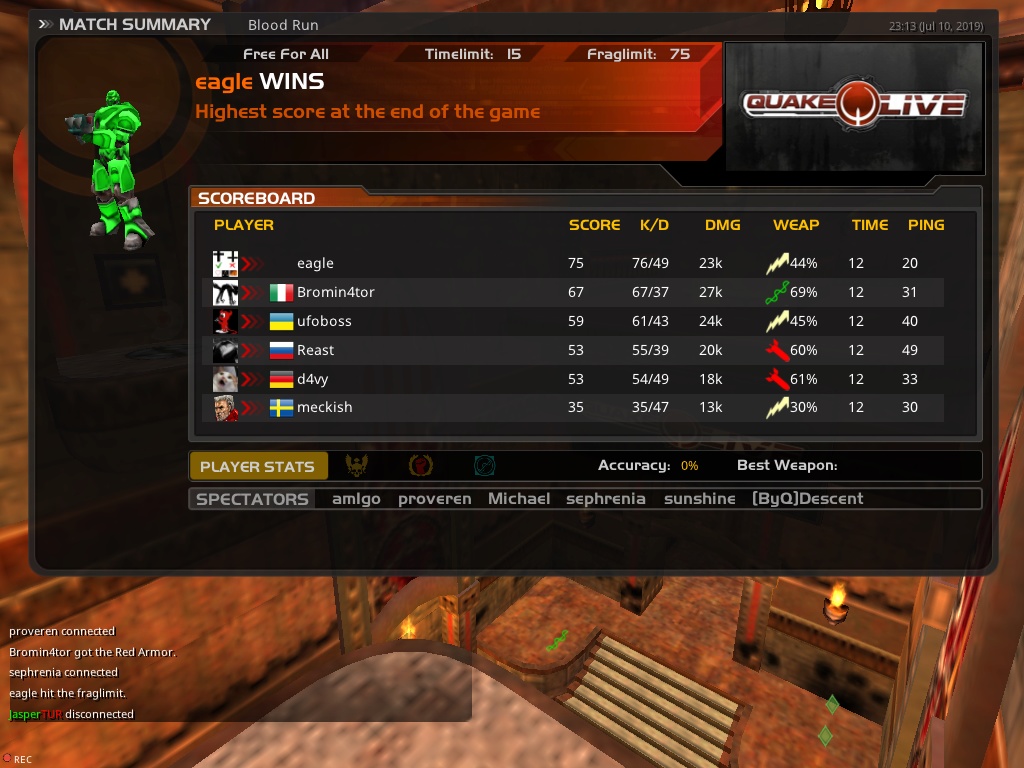 MATCH SUMMARY Blood Run 23:13 (Jul 10, 2019)
Free For All Timelimit: 15 Fraglimit: 75
eagle WINS
Highest score at the end of the game
QUAKE LIVE
SCOREBOARD
PLAYER SCORE K/D DMG WEAP TIME PING
eagle 75 76/49 23k 44% 12 20
Bromin4tor 67 67/37 27k 69% 12 31
ufoboss 59 61/43 24k 45% 12 40
Reast 53 55/39 20k 60% 12 49
d4vy 53 54/49 18k 61% 12 33
meckish 35 35/47 13k 30% 12 30
PLAYER STATS Accuracy: 0% Best Weapon:
SPECTATORS amlgo proveren Michael sephrenia sunshine [ByQ]Descent
proveren connected
Bromin4tor got the Red Armor.
sephrenia connected
eagle hit the fraglimit.
JasperTUR disconnected
REC